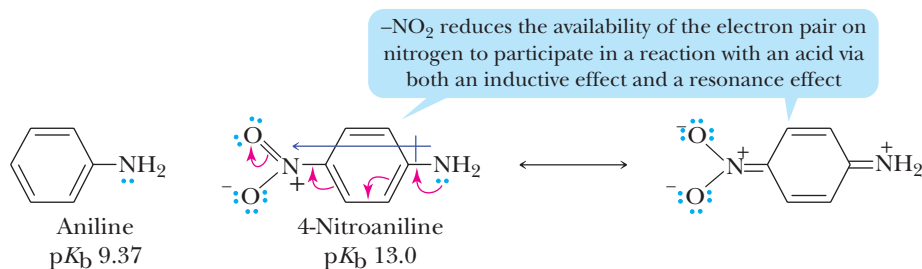 –NO₂ reduces the availability of the electron pair on
nitrogen to participate in a reaction with an acid via
both an inductive effect and a resonance effect
NH₂
Aniline
pKb 9.37
O
N
+
−O
NH₂
4-Nitroaniline
pKb 13.0
−O
N
+
−O
+
NH₂